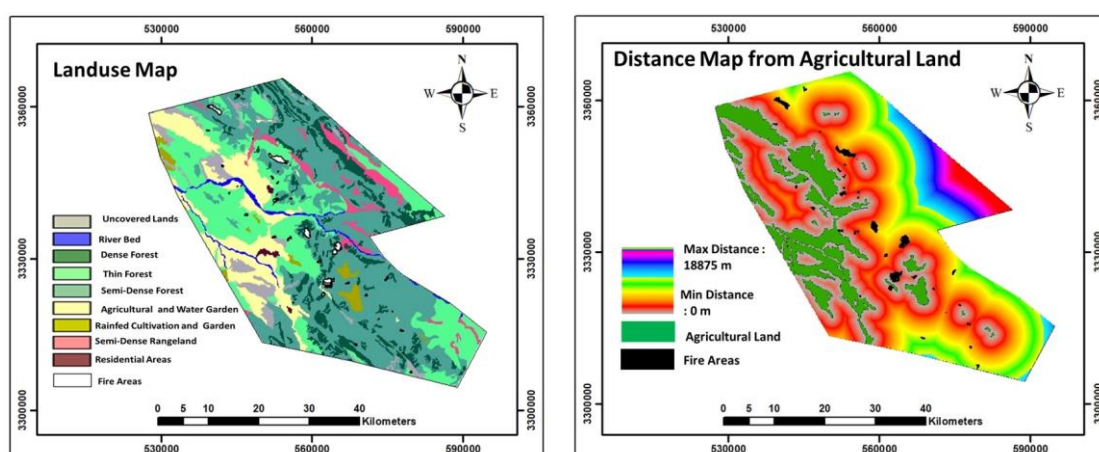 530000 560000 590000
Landuse Map
N
W E
S
3360000 3360000
Uncovered Lands
River Bed
Dense Forest
Thin Forest
Semi-Dense Forest
Agricultural and Water Garden
Rainfed Cultivation and Garden
Semi-Dense Rangeland
Residential Areas
Fire Areas
3330000 3330000
3300000 3300000
0 5 10 20 30 40
Kilometers
530000 560000 590000
530000 560000 590000
Distance Map from Agricultural Land
N
W E
S
3360000 3360000
3330000 3330000
Max Distance :
18875 m
Min Distance
: 0 m
Agricultural Land
Fire Areas
3300000 3300000
0 5 10 20 30 40
Kilometers
530000 560000 590000